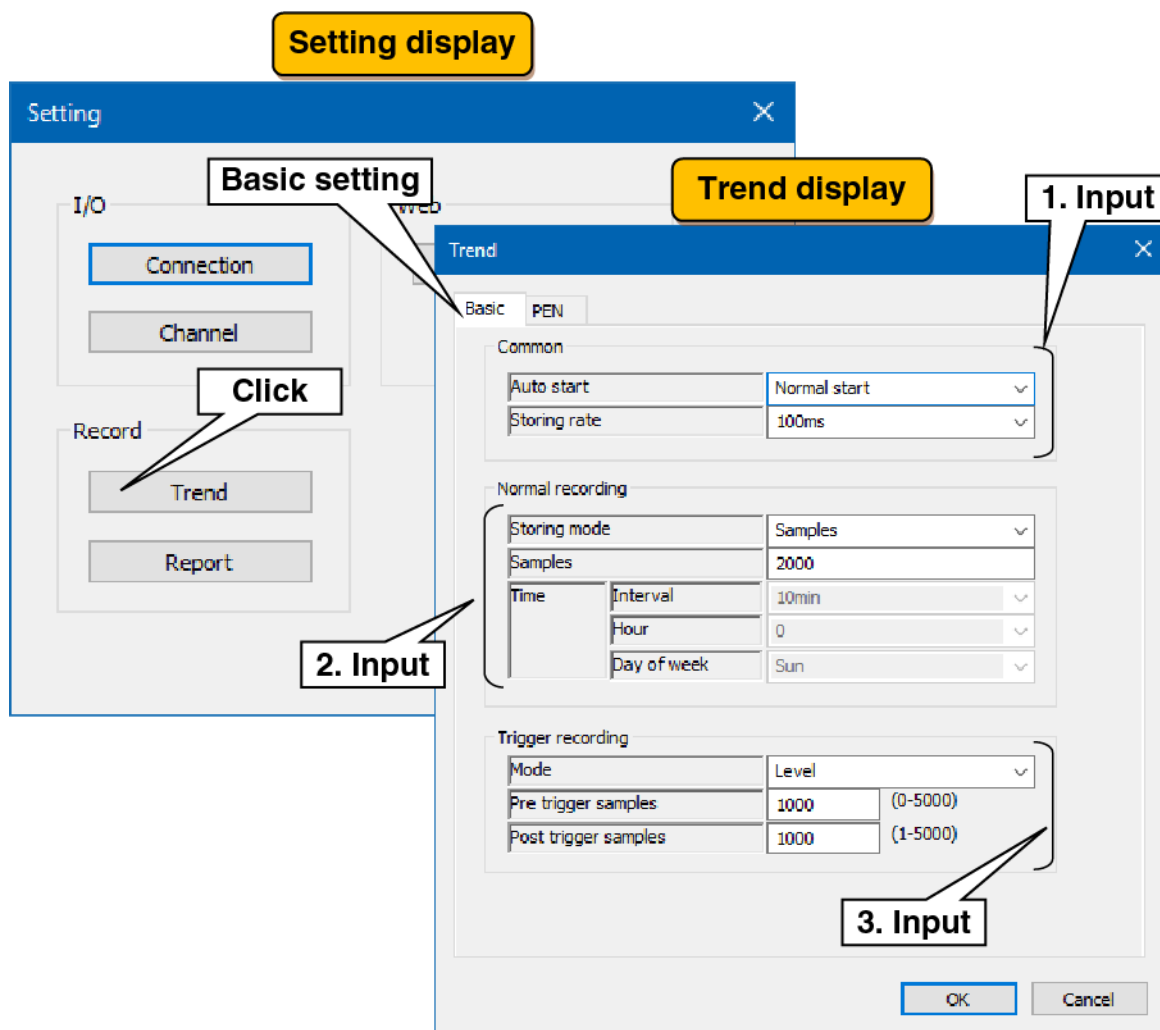 Setting display
Setting
Basic setting
Trend display
1. Input
I/O
Web
Connection
Channel
Click
Record
Trend
Report
2. Input
Trend
Basic PEN
Common
Auto start Normal start
Storing rate 100ms
Normal recording
Storing mode Samples
Samples 2000
Time Interval 10min
Hour 0
Day of week Sun
Trigger recording
Mode Level
Pre trigger samples 1000 (0-5000)
Post trigger samples 1000 (1-5000)
3. Input
OK Cancel